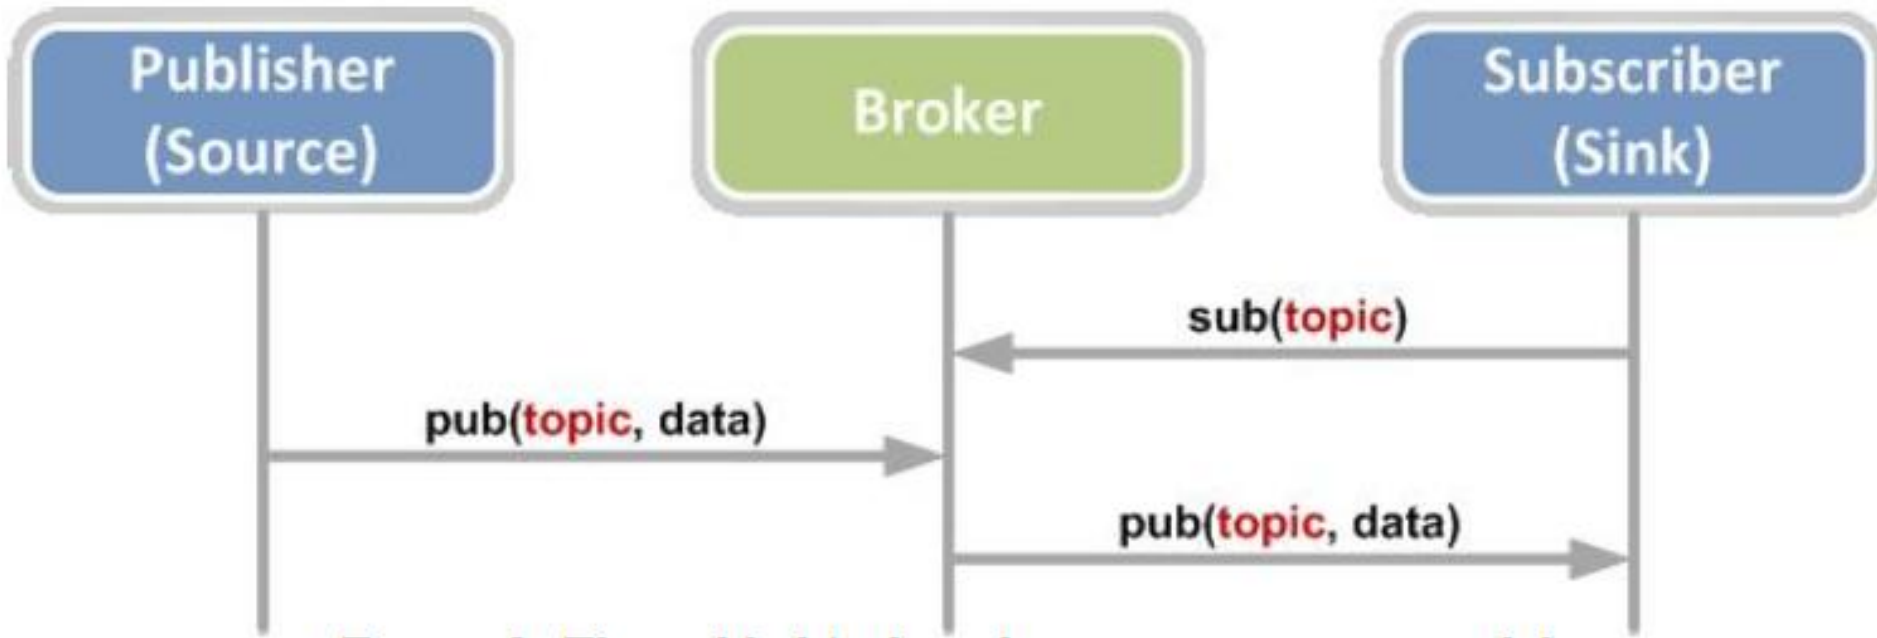 Publisher
(Source)
Broker
Subscriber
(Sink)
sub(topic)
pub(topic, data)
pub(topic, data)